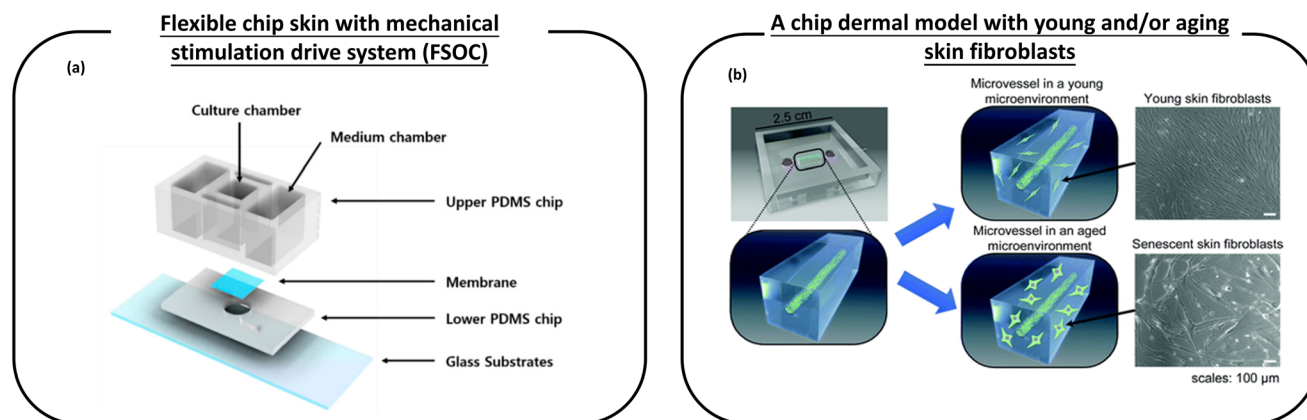 Flexible chip skin with mechanical
stimulation drive system (FSOC)
(a)
Culture chamber
Medium chamber
Upper PDMS chip
Membrane
Lower PDMS chip
Glass Substrates
A chip dermal model with young and/or aging
skin fibroblasts
(b)
2.5 cm
Microvessel in a young
microenvironment
Young skin fibroblasts
Microvessel in an aged
microenvironment
Senescent skin fibroblasts
scales: 100 μm